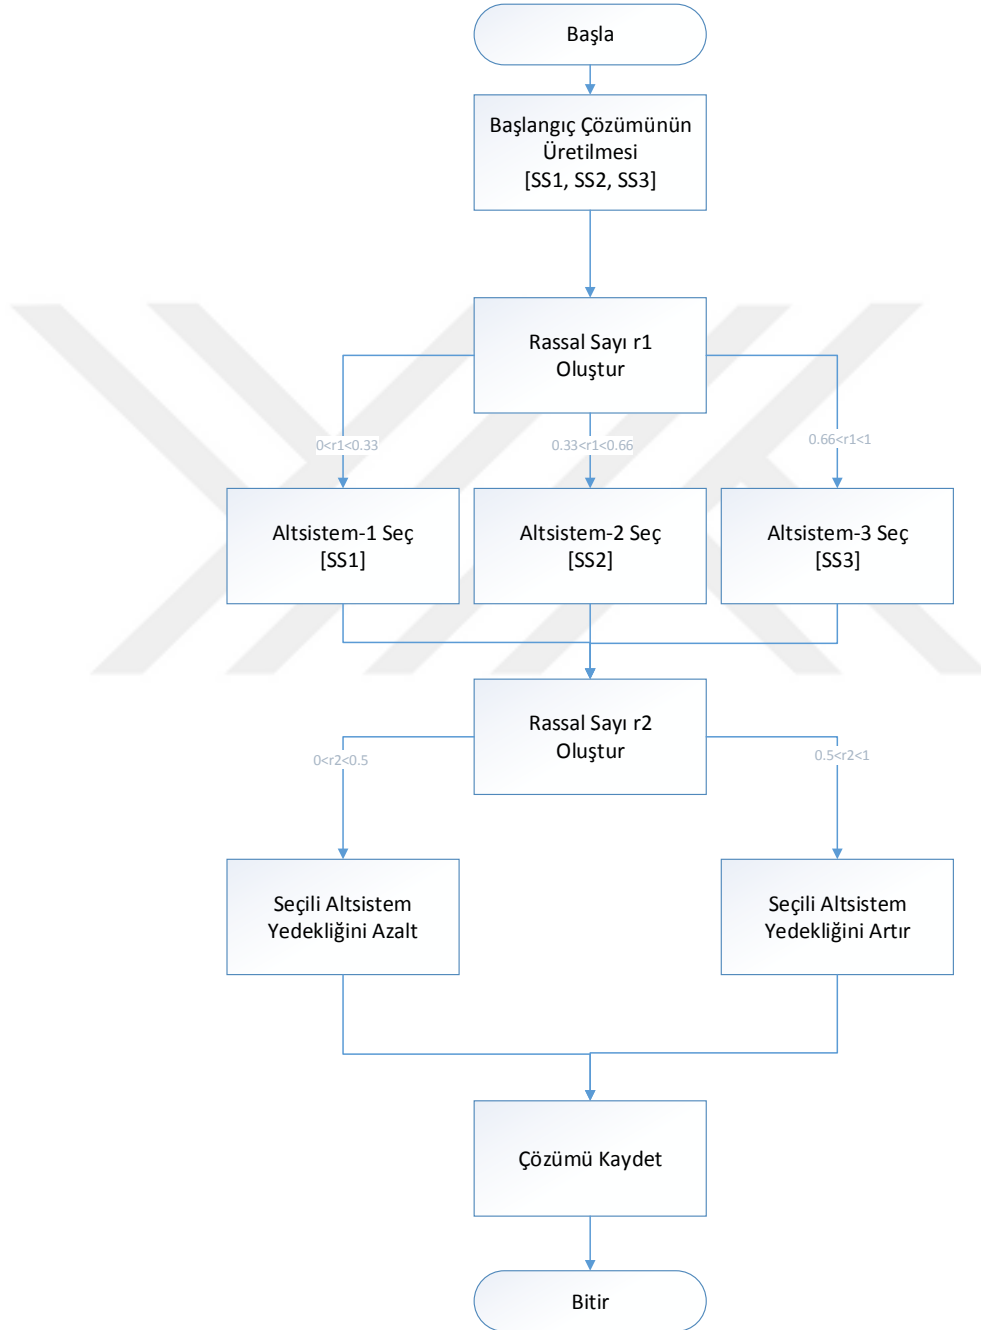 Başla
Başlangıç Çözümünün
Üretilmesi
[SS1, SS2, SS3]
Rassal Sayı r1
Oluştur
0<r1<0.33
0.33<r1<0.66
0.66<r1<1
Altsistem-1 Seç
[SS1]
Altsistem-2 Seç
[SS2]
Altsistem-3 Seç
[SS3]
Rassal Sayı r2
Oluştur
0<r2<0.5
0.5<r2<1
Seçili Altsistem
Yedekliğini Azalt
Seçili Altsistem
Yedekliğini Artır
Çözümü Kaydet
Bitir